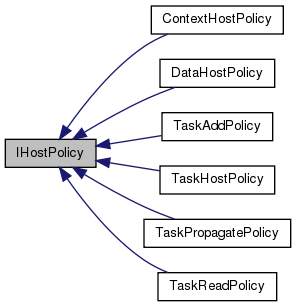 ContextHostPolicy
DataHostPolicy
TaskAddPolicy
IHostPolicy
TaskHostPolicy
TaskPropagatePolicy
TaskReadPolicy